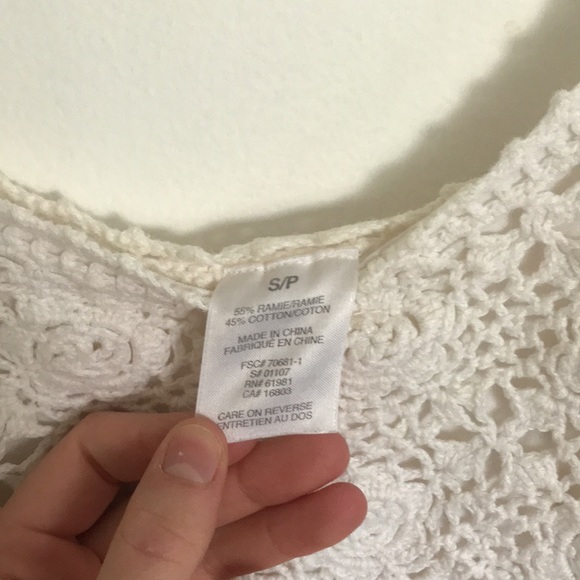 S/P
55% RAMIE/RAMIE
45% COTTON/COTON
MADE IN CHINA
FABRIQUE EN CHINE
FSC# 70681-1
S# 01107
RN# 61981
CA# 16803
CARE ON REVERSE
ENTRETIEN AU DOS